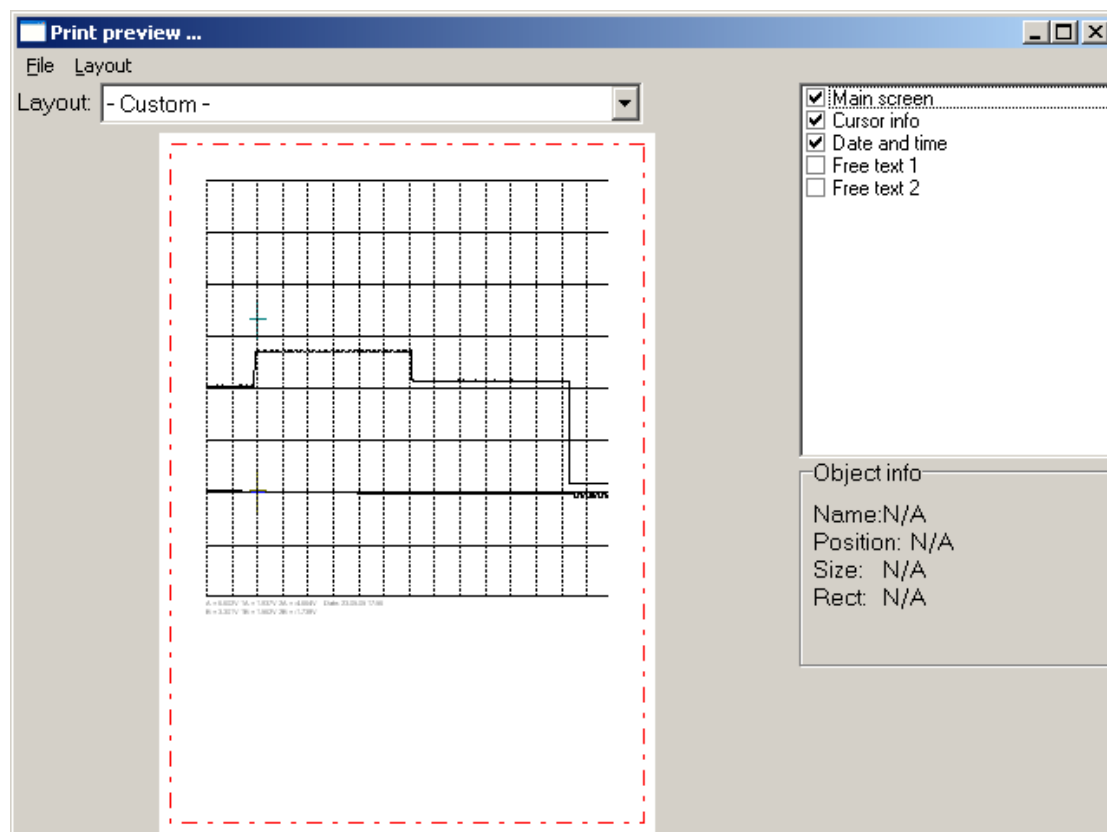 Print preview ...
File Layout
Layout: - Custom -
Main screen
Cursor info
Date and time
Free text 1
Free text 2
Object info
Name:N/A
Position: N/A
Size: N/A
Rect: N/A